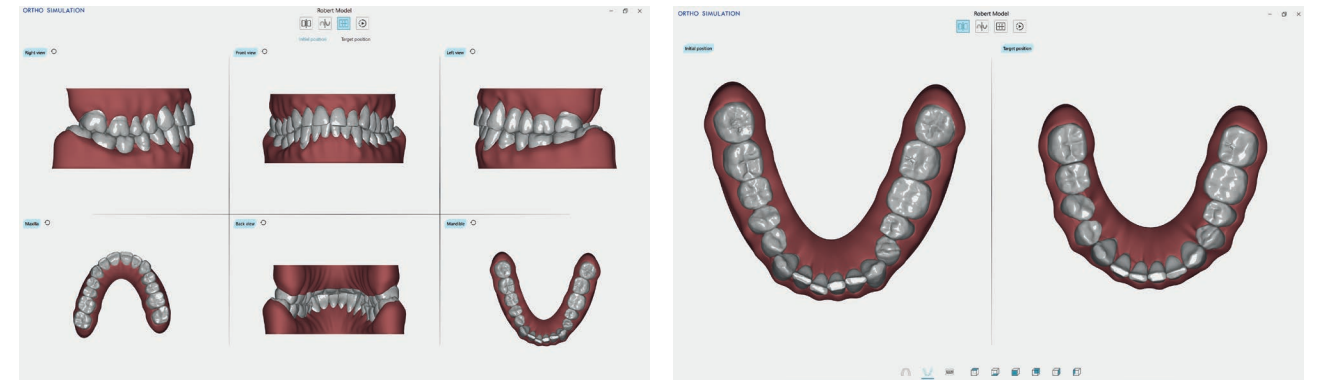 ORTHO SIMULATION
Robert Model
Initial position Target position
Right view
Front view
Left view
Maxilla
Back view
Mandible
ORTHO SIMULATION
Robert Model
Initial position
Target position